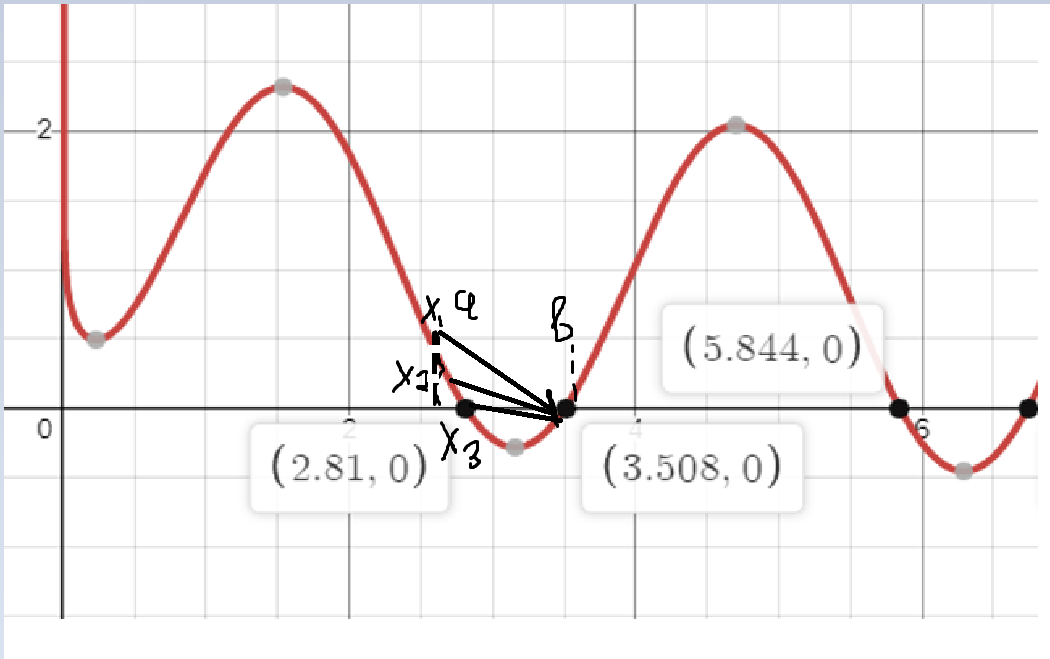 2
x₁ a
B
(5.844, 0)
x₂
0
2
4
6
x₃
(2.81, 0)
(3.508, 0)